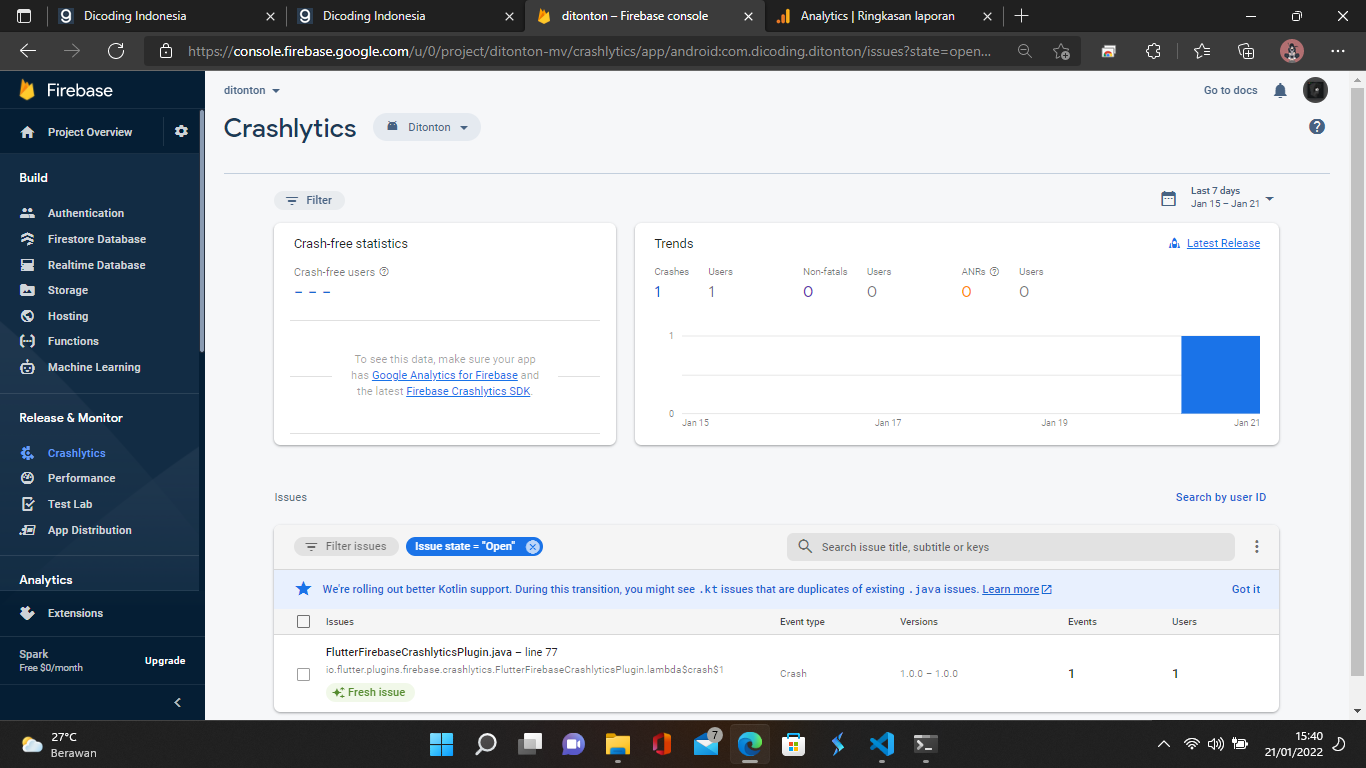 Dicoding Indonesia
Dicoding Indonesia
ditonton – Firebase console
Analytics | Ringkasan laporan
https://console.firebase.google.com/u/0/project/ditonton-mv/crashlytics/app/android:com.dicoding.ditonton/issues?state=open...
Firebase
Project Overview
Build
Authentication
Firestore Database
Realtime Database
Storage
Hosting
Functions
Machine Learning
Release & Monitor
Crashlytics
Performance
Test Lab
App Distribution
Analytics
Extensions
Spark
Free $0/month
Upgrade
ditonton
Go to docs
Crashlytics
Ditonton
Filter
Last 7 days
Jan 15 – Jan 21
Crash-free statistics
Crash-free users
– – –
To see this data, make sure your app
has Google Analytics for Firebase and
the latest Firebase Crashlytics SDK.
Trends
Latest Release
Crashes Users Non-fatals Users ANRs Users
1 1 0 0 0 0
1
0
Jan 15 Jan 17 Jan 19 Jan 21
Issues
Search by user ID
Filter issues
Issue state = "Open"
Search issue title, subtitle or keys
We're rolling out better Kotlin support. During this transition, you might see .kt issues that are duplicates of existing .java issues. Learn more
Got it
Issues Event type Versions Events Users
FlutterFirebaseCrashlyticsPlugin.java – line 77
io.flutter.plugins.firebase.crashlytics.FlutterFirebaseCrashlyticsPlugin.lambda$crash$1
Fresh issue
Crash
1.0.0 – 1.0.0
1
1
27°C
Berawan
7
15:40
21/01/2022